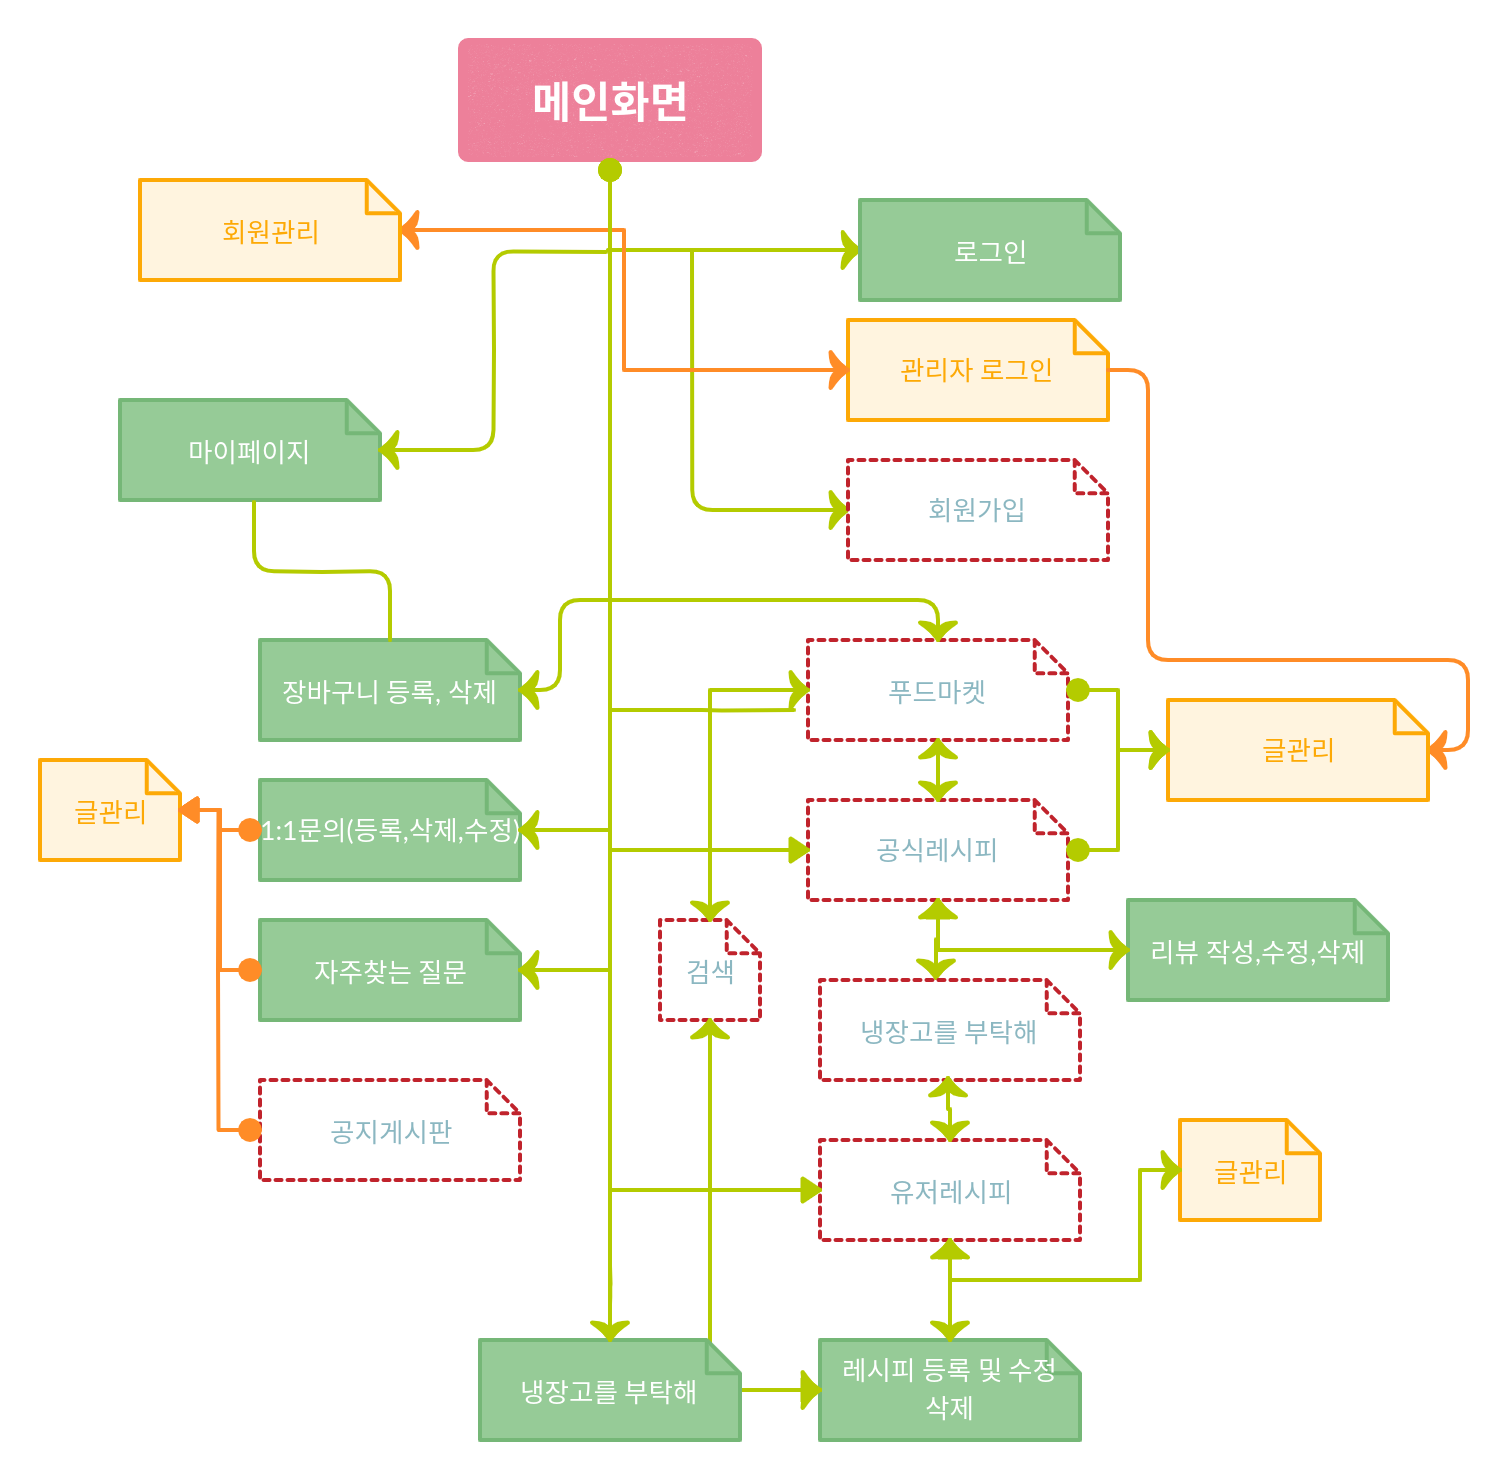 메인화면
회원관리
로그인
관리자 로그인
마이페이지
회원가입
장바구니 등록, 삭제
푸드마켓
글관리
글관리
1:1문의(등록,삭제,수정)
공식레시피
자주찾는 질문
검색
리뷰 작성,수정,삭제
냉장고를 부탁해
공지게시판
유저레시피
글관리
냉장고를 부탁해
레시피 등록 및 수정
삭제